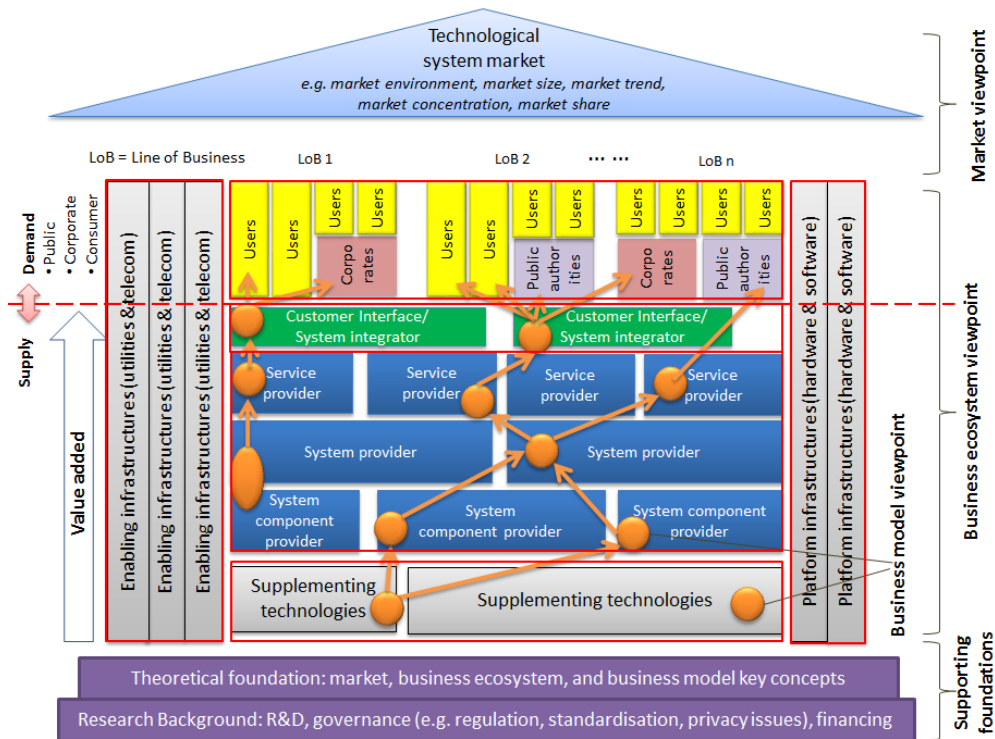 Technological
system market
e.g. market environment, market size, market trend,
market concentration, market share
Market viewpoint
LoB = Line of Business
LoB 1
LoB 2
... ...
LoB n
Demand
• Public
• Corporate
• Consumer
Supply
Value added
Enabling infrastructures (utilities & telecom)
Enabling infrastructures (utilities & telecom)
Enabling infrastructures (utilities & telecom)
Users
Users
Users
Users
Users
Users
Users
Users
Users
Users
Users
Users
Corpo
rates
Public
author
ities
Corpo
rates
Public
author
ities
Customer Interface/
System integrator
Customer Interface/
System integrator
Service
provider
Service
provider
Service
provider
Service
provider
System provider
System provider
System
component
provider
System
component provider
System component
provider
Supplementing
technologies
Supplementing technologies
Platform infrastructures (hardware & software)
Platform infrastructures (hardware & software)
Business model viewpoint
Business ecosystem viewpoint
Theoretical foundation: market, business ecosystem, and business model key concepts
Research Background: R&D, governance (e.g. regulation, standardisation, privacy issues), financing
Supporting
foundations